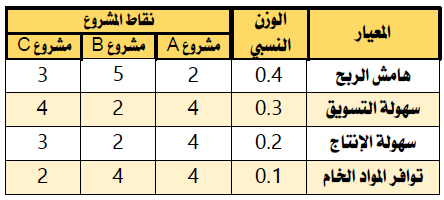 المعيار الوزن النسبي نقاط المشروع
مشروع A مشروع B مشروع C
هامش الربح 0.4 2 5 3
سهولة التسويق 0.3 4 2 4
سهولة الإنتاج 0.2 4 2 3
توافر المواد الخام 0.1 4 4 2